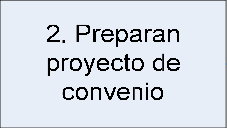 2. Preparan
proyecto de
convenio